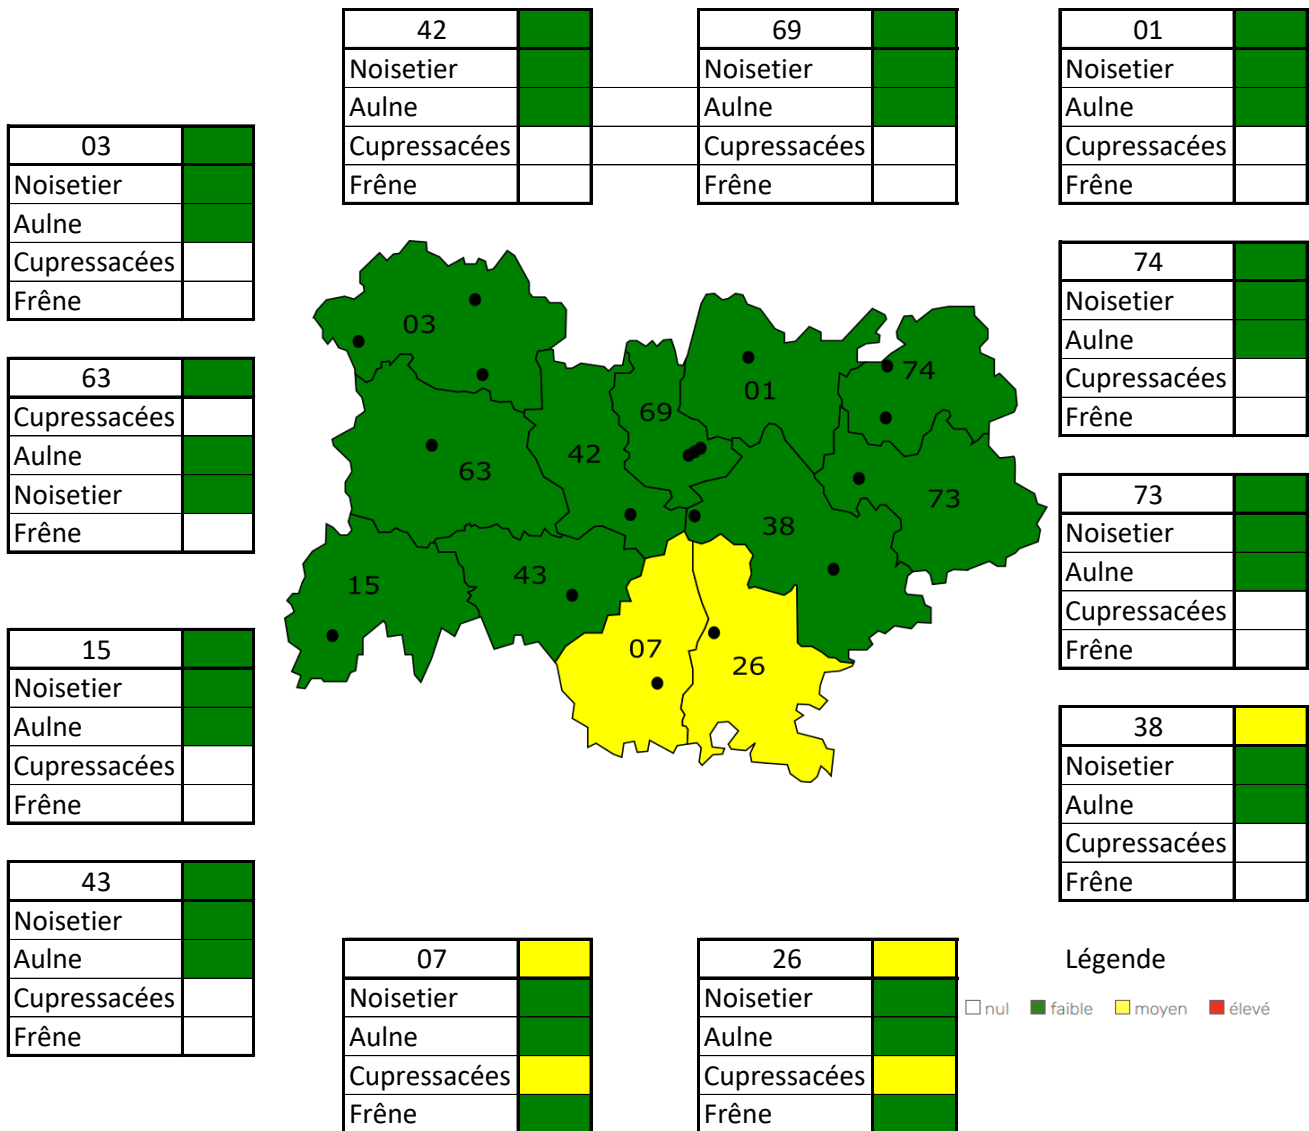 42
Noisetier
Aulne
Cupressacées
Frêne
69
Noisetier
Aulne
Cupressacées
Frêne
01
Noisetier
Aulne
Cupressacées
Frêne
03
Noisetier
Aulne
Cupressacées
Frêne
63
Cupressacées
Aulne
Noisetier
Frêne
15
Noisetier
Aulne
Cupressacées
Frêne
43
Noisetier
Aulne
Cupressacées
Frêne
03
63
42
69
01
74
73
38
15
43
07
26
74
Noisetier
Aulne
Cupressacées
Frêne
73
Noisetier
Aulne
Cupressacées
Frêne
38
Noisetier
Aulne
Cupressacées
Frêne
07
Noisetier
Aulne
Cupressacées
Frêne
26
Noisetier
Aulne
Cupressacées
Frêne
Légende
nul faible moyen élevé